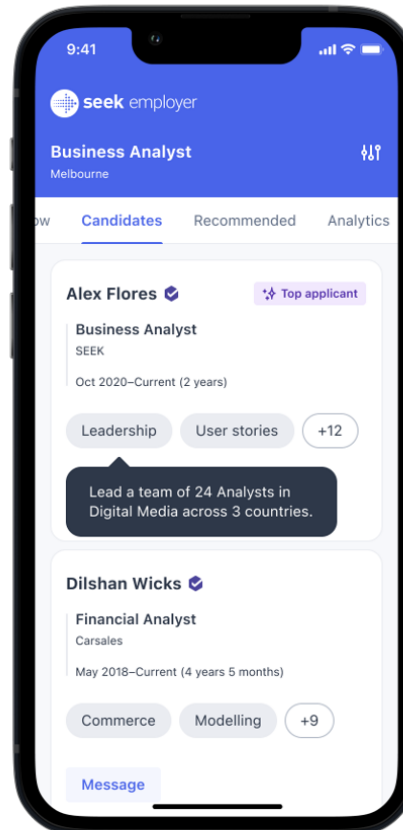 9:41
seek employer
Business Analyst
Melbourne
Candidates Recommended Analytics
Alex Flores Top applicant
Business Analyst
SEEK
Oct 2020–Current (2 years)
Leadership User stories +12
Lead a team of 24 Analysts in
Digital Media across 3 countries.
Dilshan Wicks
Financial Analyst
Carsales
May 2018–Current (4 years 5 months)
Commerce Modelling +9
Message